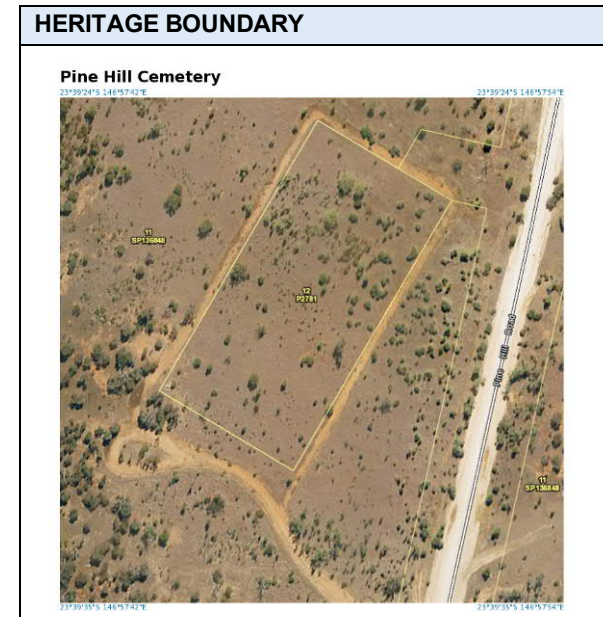 HERITAGE BOUNDARY
Pine Hill Cemetery
23°39'24"S 146°57'42"E 23°39'24"S 146°57'54"E
11
SP136848
12
P2781
Pine Hill Road
11
SP136848
23°39'35"S 146°57'42"E 23°39'35"S 146°57'54"E